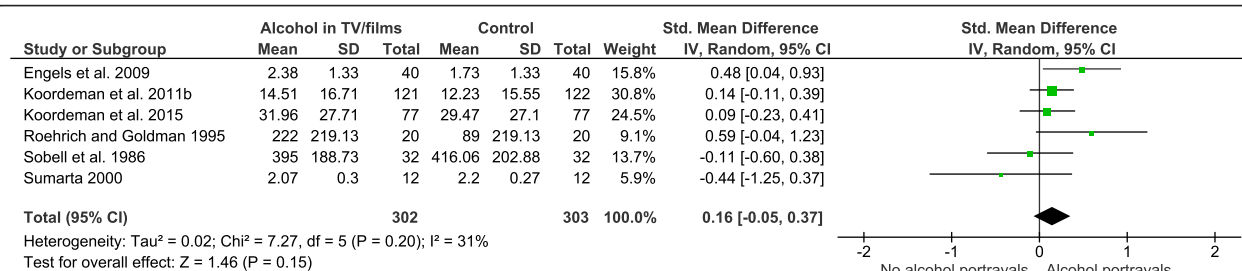 Alcohol in TV/films Control Std. Mean Difference Std. Mean Difference
Study or Subgroup Mean SD Total Mean SD Total Weight IV, Random, 95% CI IV, Random, 95% CI
Engels et al. 2009 2.38 1.33 40 1.73 1.33 40 15.8% 0.48 [0.04, 0.93]
Koordeman et al. 2011b 14.51 16.71 121 12.23 15.55 122 30.8% 0.14 [-0.11, 0.39]
Koordeman et al. 2015 31.96 27.71 77 29.47 27.1 77 24.5% 0.09 [-0.23, 0.41]
Roehrich and Goldman 1995 222 219.13 20 89 219.13 20 9.1% 0.59 [-0.04, 1.23]
Sobell et al. 1986 395 188.73 32 416.06 202.88 32 13.7% -0.11 [-0.60, 0.38]
Sumarta 2000 2.07 0.3 12 2.2 0.27 12 5.9% -0.44 [-1.25, 0.37]
Total (95% CI) 302 303 100.0% 0.16 [-0.05, 0.37]
Heterogeneity: Tau² = 0.02; Chi² = 7.27, df = 5 (P = 0.20); I² = 31%
Test for overall effect: Z = 1.46 (P = 0.15)
-2 -1 0 1 2
No alcohol portrayals Alcohol portrayals